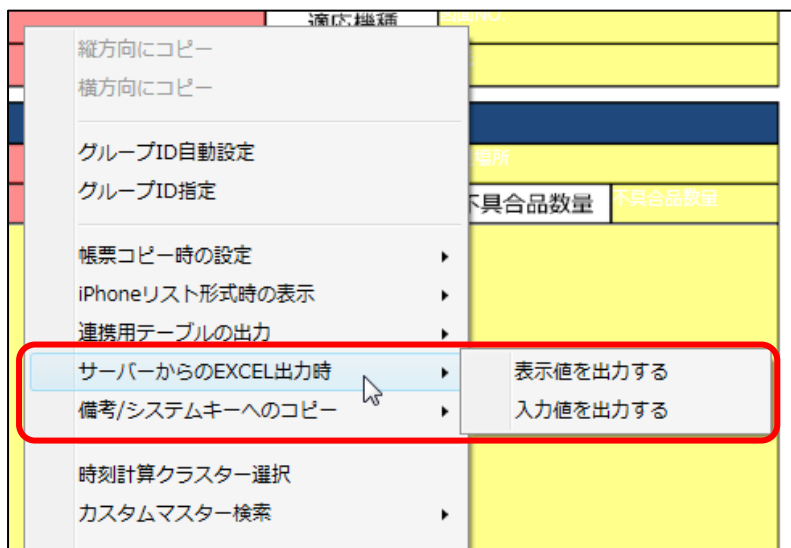 適応機種
縦方向にコピー
横方向にコピー
グループID自動設定
場所
グループID指定
不具合品数量 不具合品数量
帳票コピー時の設定
iPhoneリスト形式時の表示
連携用テーブルの出力
サーバーからのEXCEL出力時 表示値を出力する
備考/システムキーへのコピー 入力値を出力する
時刻計算クラスター選択
カスタムマスター検索